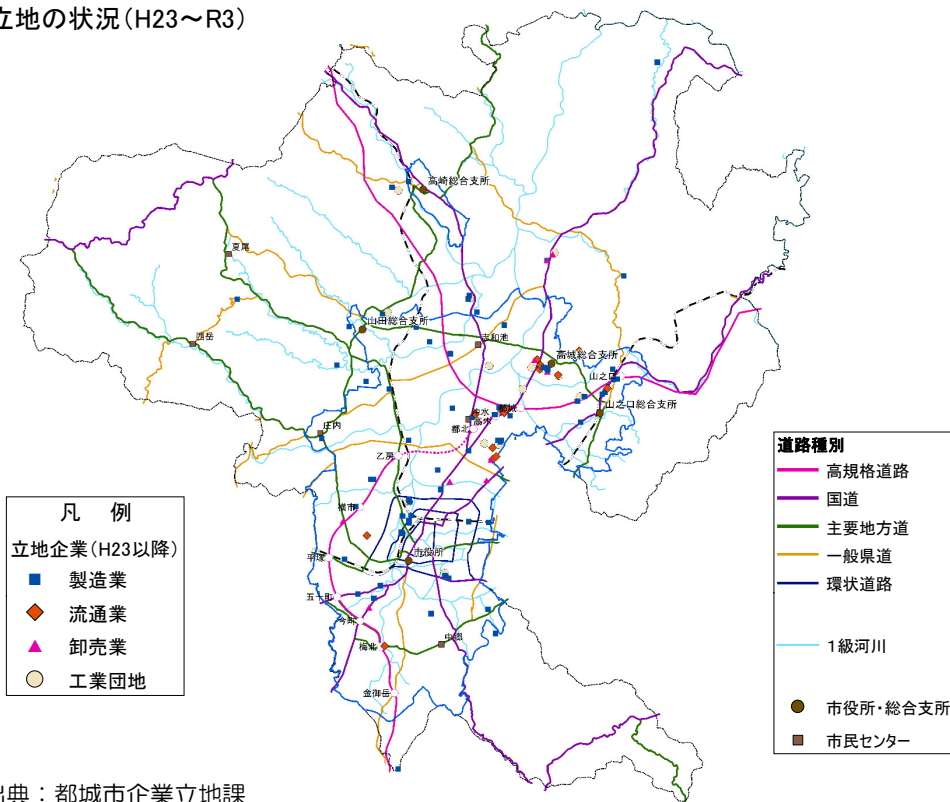 立地の状況(H23～R3)
高崎総合支所
夏尾
山田総合支所
西岳
志和池
高城総合支所
山之口
都城
水
山之口総合支所
都北
庄内
乙房
横市
市役所
平塚
五十町
今町
梅北
中郷
金御岳
凡 例
立地企業(H23以降)
製造業
流通業
卸売業
工業団地
道路種別
高規格道路
国道
主要地方道
一般県道
環状道路
1級河川
市役所・総合支所
市民センター
出典：都城市企業立地課